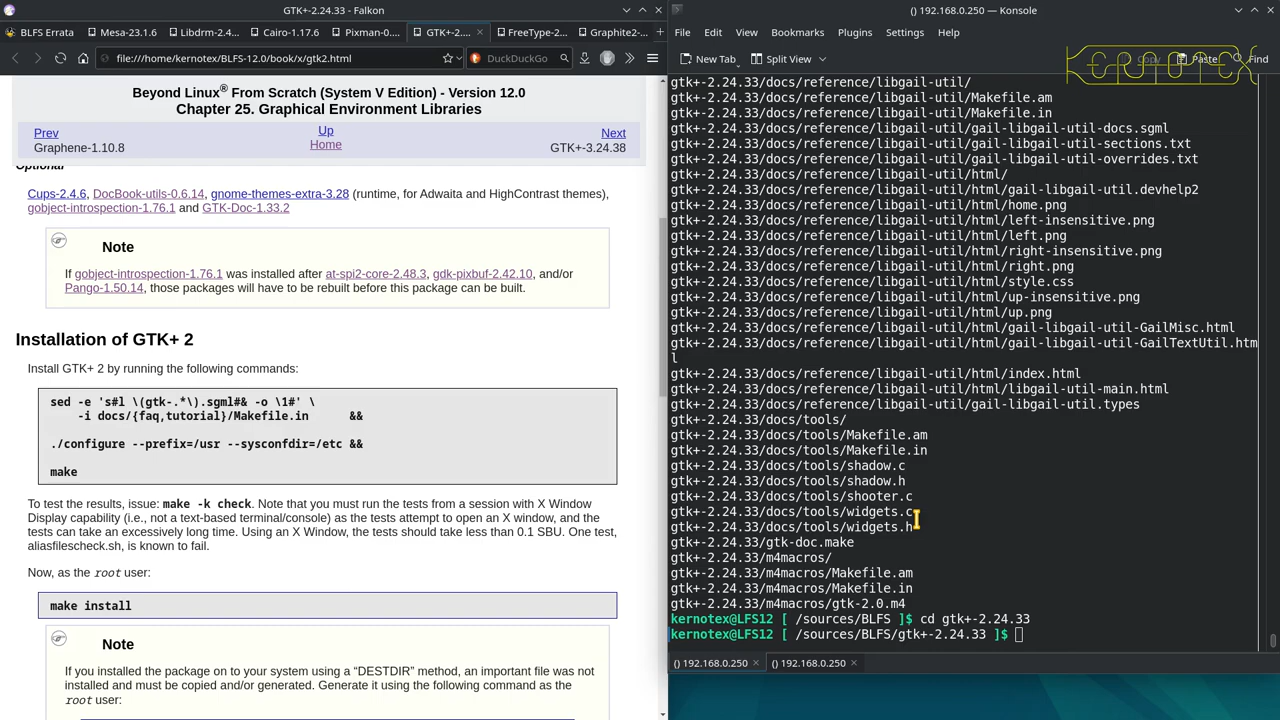 GTK+-2.24.33 - Falkon
BLFS Errata
Mesa-23.1.6
Libdrm-2.4...
Cairo-1.17.6
Pixman-0....
GTK+-2....
FreeType-2...
Graphite2-...
file:///home/kernotex/BLFS-12.0/book/x/gtk2.html
DuckDuckGo
Beyond Linux® From Scratch (System V Edition) - Version 12.0
Chapter 25. Graphical Environment Libraries
Prev
Up
Next
Graphene-1.10.8
Home
GTK+-3.24.38
Optional
Cups-2.4.6, DocBook-utils-0.6.14, gnome-themes-extra-3.28 (runtime, for Adwaita and HighContrast themes),
gobject-introspection-1.76.1 and GTK-Doc-1.33.2
Note
If gobject-introspection-1.76.1 was installed after at-spi2-core-2.48.3, gdk-pixbuf-2.42.10, and/or
Pango-1.50.14, those packages will have to be rebuilt before this package can be built.
Installation of GTK+ 2
Install GTK+ 2 by running the following commands:
sed -e 's#l \(gtk-.*\).sgml#& -o \1#' \
-i docs/{faq,tutorial}/Makefile.in &&
./configure --prefix=/usr --sysconfdir=/etc &&
make
To test the results, issue: make -k check. Note that you must run the tests from a session with X Window
Display capability (i.e., not a text-based terminal/console) as the tests attempt to open an X window, and the
tests can take an excessively long time. Using an X Window, the tests should take less than 0.1 SBU. One test,
aliasfilescheck.sh, is known to fail.
Now, as the root user:
make install
Note
If you installed the package on to your system using a “DESTDIR” method, an important file was not
installed and must be copied and/or generated. Generate it using the following command as the
root user:
() 192.168.0.250 — Konsole
File Edit View Bookmarks Plugins Settings Help
New Tab
Split View
Copy
Paste
Find
KERNOTEX
gtk+-2.24.33/docs/reference/libgail-util/
gtk+-2.24.33/docs/reference/libgail-util/Makefile.am
gtk+-2.24.33/docs/reference/libgail-util/Makefile.in
gtk+-2.24.33/docs/reference/libgail-util/gail-libgail-util-docs.sgml
gtk+-2.24.33/docs/reference/libgail-util/gail-libgail-util-sections.txt
gtk+-2.24.33/docs/reference/libgail-util/gail-libgail-util-overrides.txt
gtk+-2.24.33/docs/reference/libgail-util/html/
gtk+-2.24.33/docs/reference/libgail-util/html/gail-libgail-util.devhelp2
gtk+-2.24.33/docs/reference/libgail-util/html/home.png
gtk+-2.24.33/docs/reference/libgail-util/html/left-insensitive.png
gtk+-2.24.33/docs/reference/libgail-util/html/left.png
gtk+-2.24.33/docs/reference/libgail-util/html/right-insensitive.png
gtk+-2.24.33/docs/reference/libgail-util/html/right.png
gtk+-2.24.33/docs/reference/libgail-util/html/style.css
gtk+-2.24.33/docs/reference/libgail-util/html/up-insensitive.png
gtk+-2.24.33/docs/reference/libgail-util/html/up.png
gtk+-2.24.33/docs/reference/libgail-util/html/gail-libgail-util-GailMisc.html
gtk+-2.24.33/docs/reference/libgail-util/html/gail-libgail-util-GailTextUtil.htm
l
gtk+-2.24.33/docs/reference/libgail-util/html/index.html
gtk+-2.24.33/docs/reference/libgail-util/html/libgail-util-main.html
gtk+-2.24.33/docs/reference/libgail-util/gail-libgail-util.types
gtk+-2.24.33/docs/tools/
gtk+-2.24.33/docs/tools/Makefile.am
gtk+-2.24.33/docs/tools/Makefile.in
gtk+-2.24.33/docs/tools/shadow.c
gtk+-2.24.33/docs/tools/shadow.h
gtk+-2.24.33/docs/tools/shooter.c
gtk+-2.24.33/docs/tools/widgets.c
gtk+-2.24.33/docs/tools/widgets.h
gtk+-2.24.33/gtk-doc.make
gtk+-2.24.33/m4macros/
gtk+-2.24.33/m4macros/Makefile.am
gtk+-2.24.33/m4macros/Makefile.in
gtk+-2.24.33/m4macros/gtk-2.0.m4
kernotex@LFS12 [ /sources/BLFS ]$ cd gtk+-2.24.33
kernotex@LFS12 [ /sources/BLFS/gtk+-2.24.33 ]$
() 192.168.0.250
() 192.168.0.250